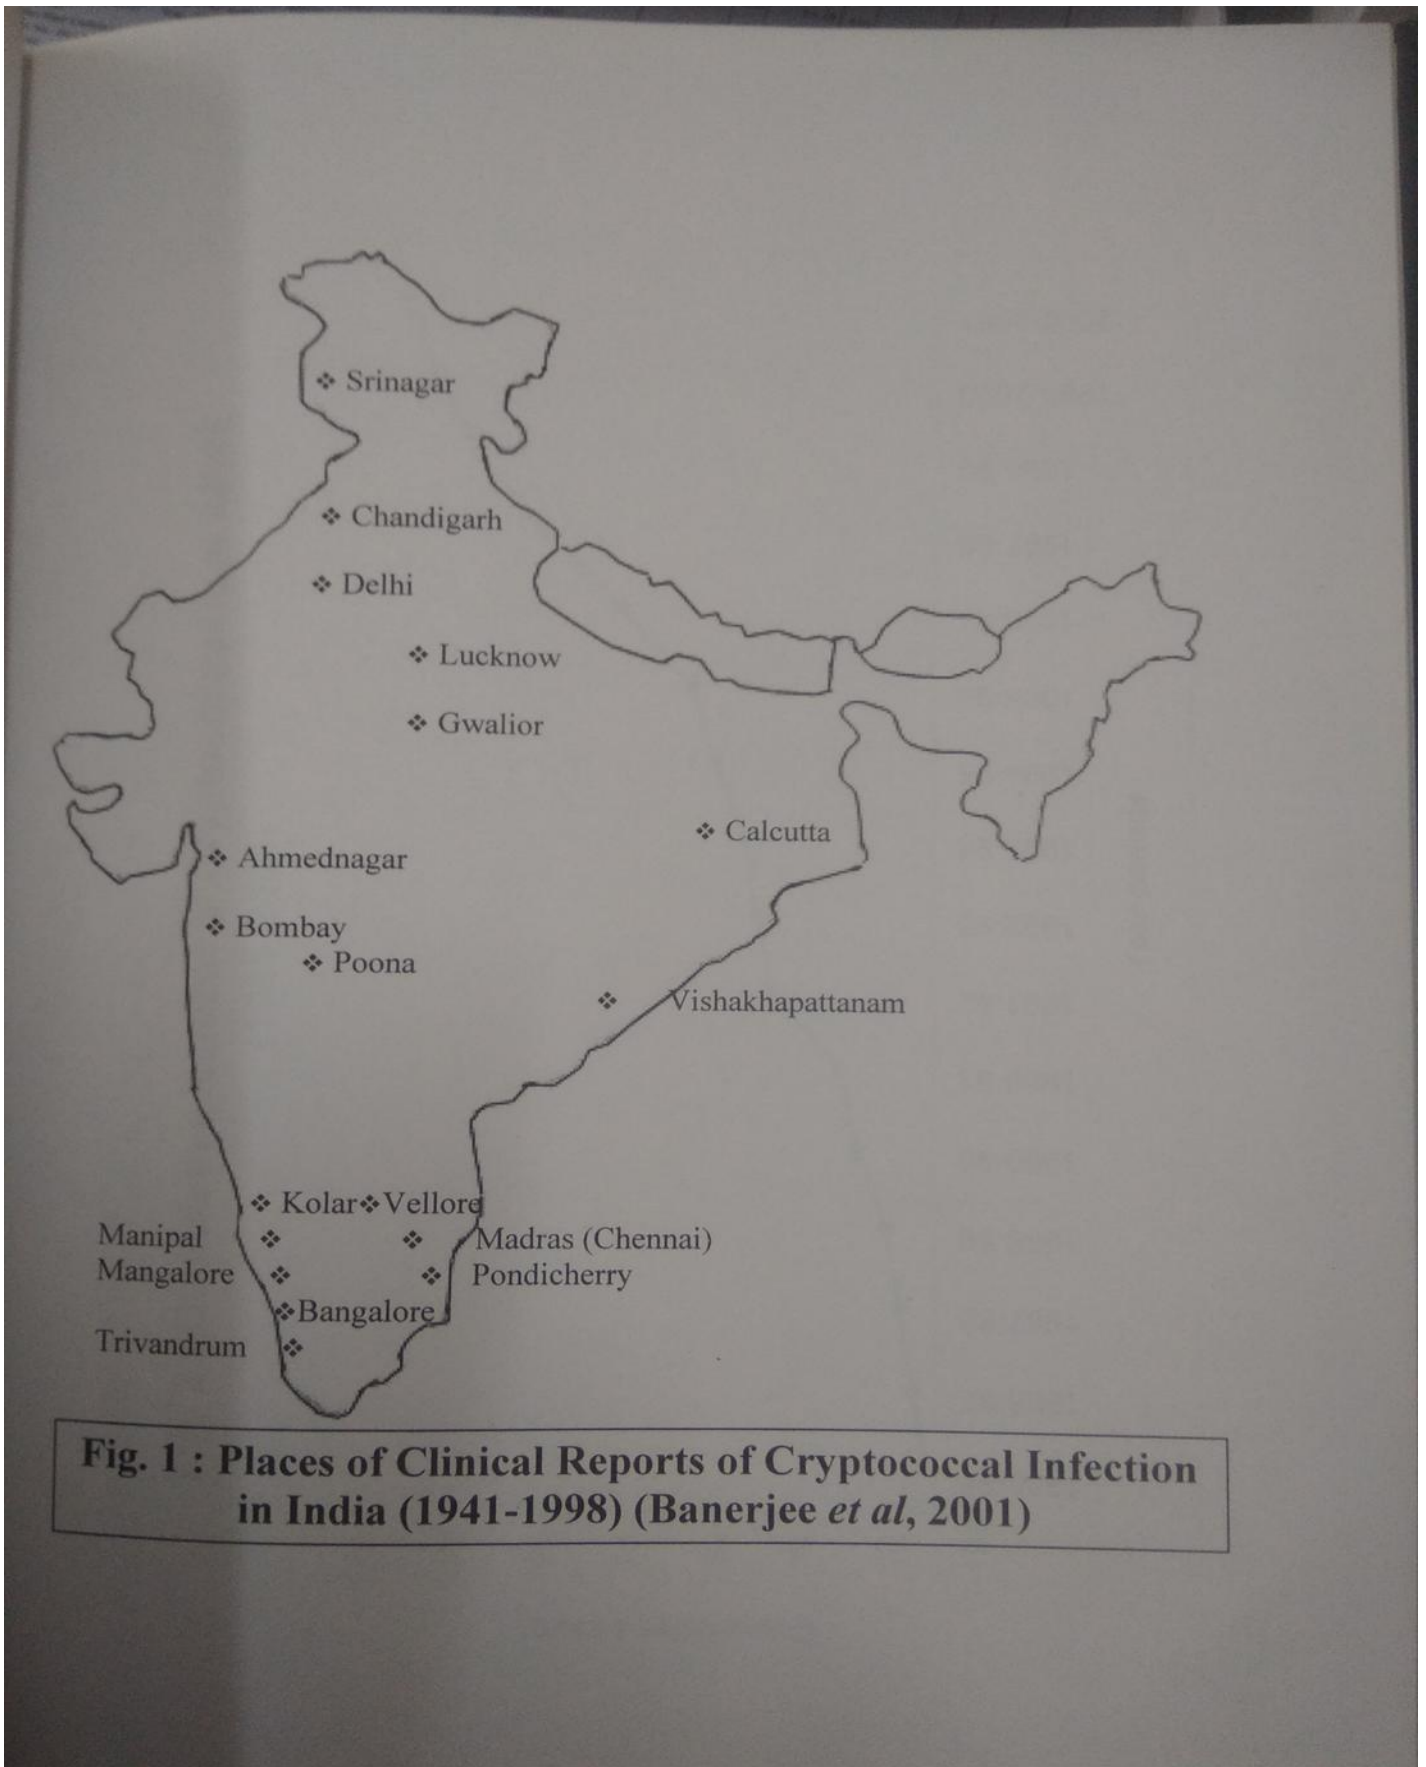 ❖ Srinagar
❖ Chandigarh
❖ Delhi
❖ Lucknow
❖ Gwalior
❖ Calcutta
❖ Ahmednagar
❖ Bombay
❖ Poona
❖ Vishakhapattanam
❖ Kolar ❖ Vellore
Manipal ❖ ❖ Madras (Chennai)
Mangalore ❖ ❖ Pondicherry
❖ Bangalore
Trivandrum ❖
Fig. 1 : Places of Clinical Reports of Cryptococcal Infection
in India (1941-1998) (Banerjee et al, 2001)